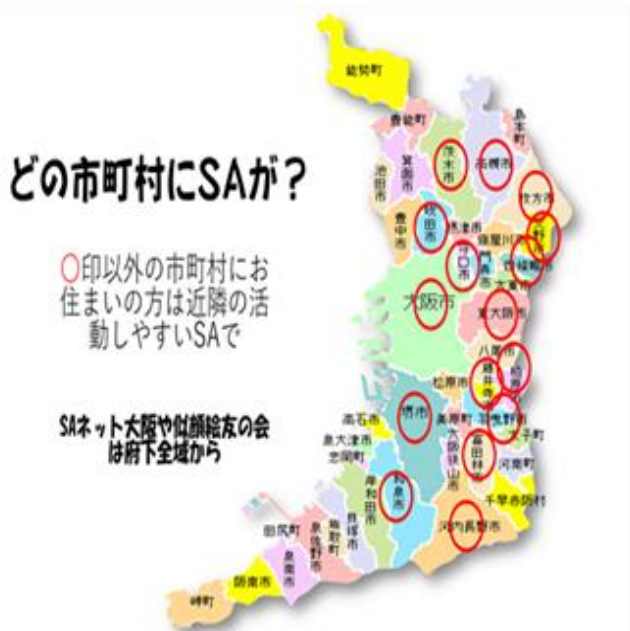 どの市町村にSAが？
○印以外の市町村にお
住まいの方は近隣の活
動しやすいSAで
SAネット大阪や似顔絵友の会
は府下全域から
能勢町
豊能町
島本町
池田市
箕面市
茨木市
高槻市
枚方市
豊中市
吹田市
摂津市
寝屋川市
守口市
門真市
四條畷市
大東市
大阪市
東大阪市
八尾市
松原市
藤井寺市
柏原
堺市
美原町
羽曳野市
太子町
高石市
泉大津市
忠岡町
大阪狭山市
富田林市
河南町
千早赤阪村
和泉市
岸和田市
貝塚市
河内長野市
熊取町
泉佐野市
田尻町
泉南市
阪南市
岬町